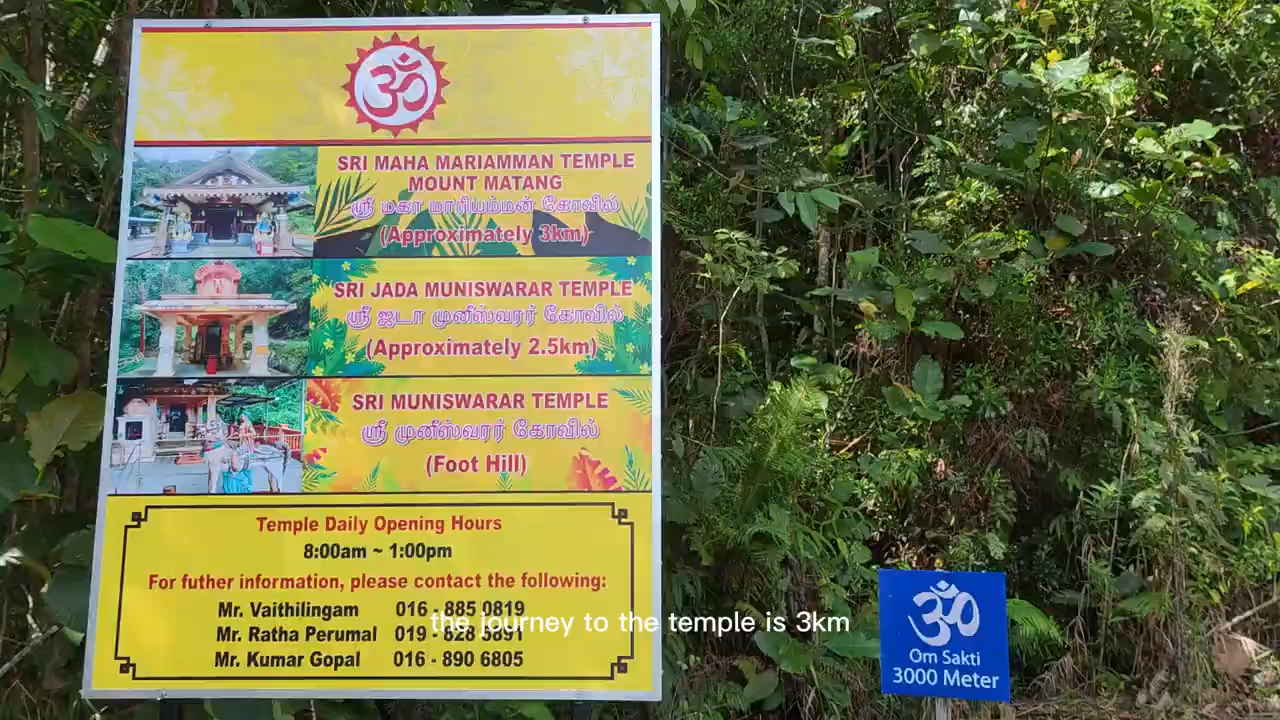 ॐ
SRI MAHA MARIAMMAN TEMPLE
MOUNT MATANG
ஸ்ரீ மகா மாரியம்மன் கோவில்
(Approximately 3km)
SRI JADA MUNISWARAR TEMPLE
ஸ்ரீ ஜடா முனீஸ்வரர் கோவில்
(Approximately 2.5km)
SRI MUNISWARAR TEMPLE
ஸ்ரீ முனீஸ்வரர் கோவில்
(Foot Hill)
Temple Daily Opening Hours
8:00am ~ 1:00pm
For futher information, please contact the following:
Mr. Vaithilingam 016 - 885 0819
Mr. Ratha Perumal 019 - 828 5891
Mr. Kumar Gopal 016 - 890 6805
the journey to the temple is 3km
ॐ
Om Sakti
3000 Meter